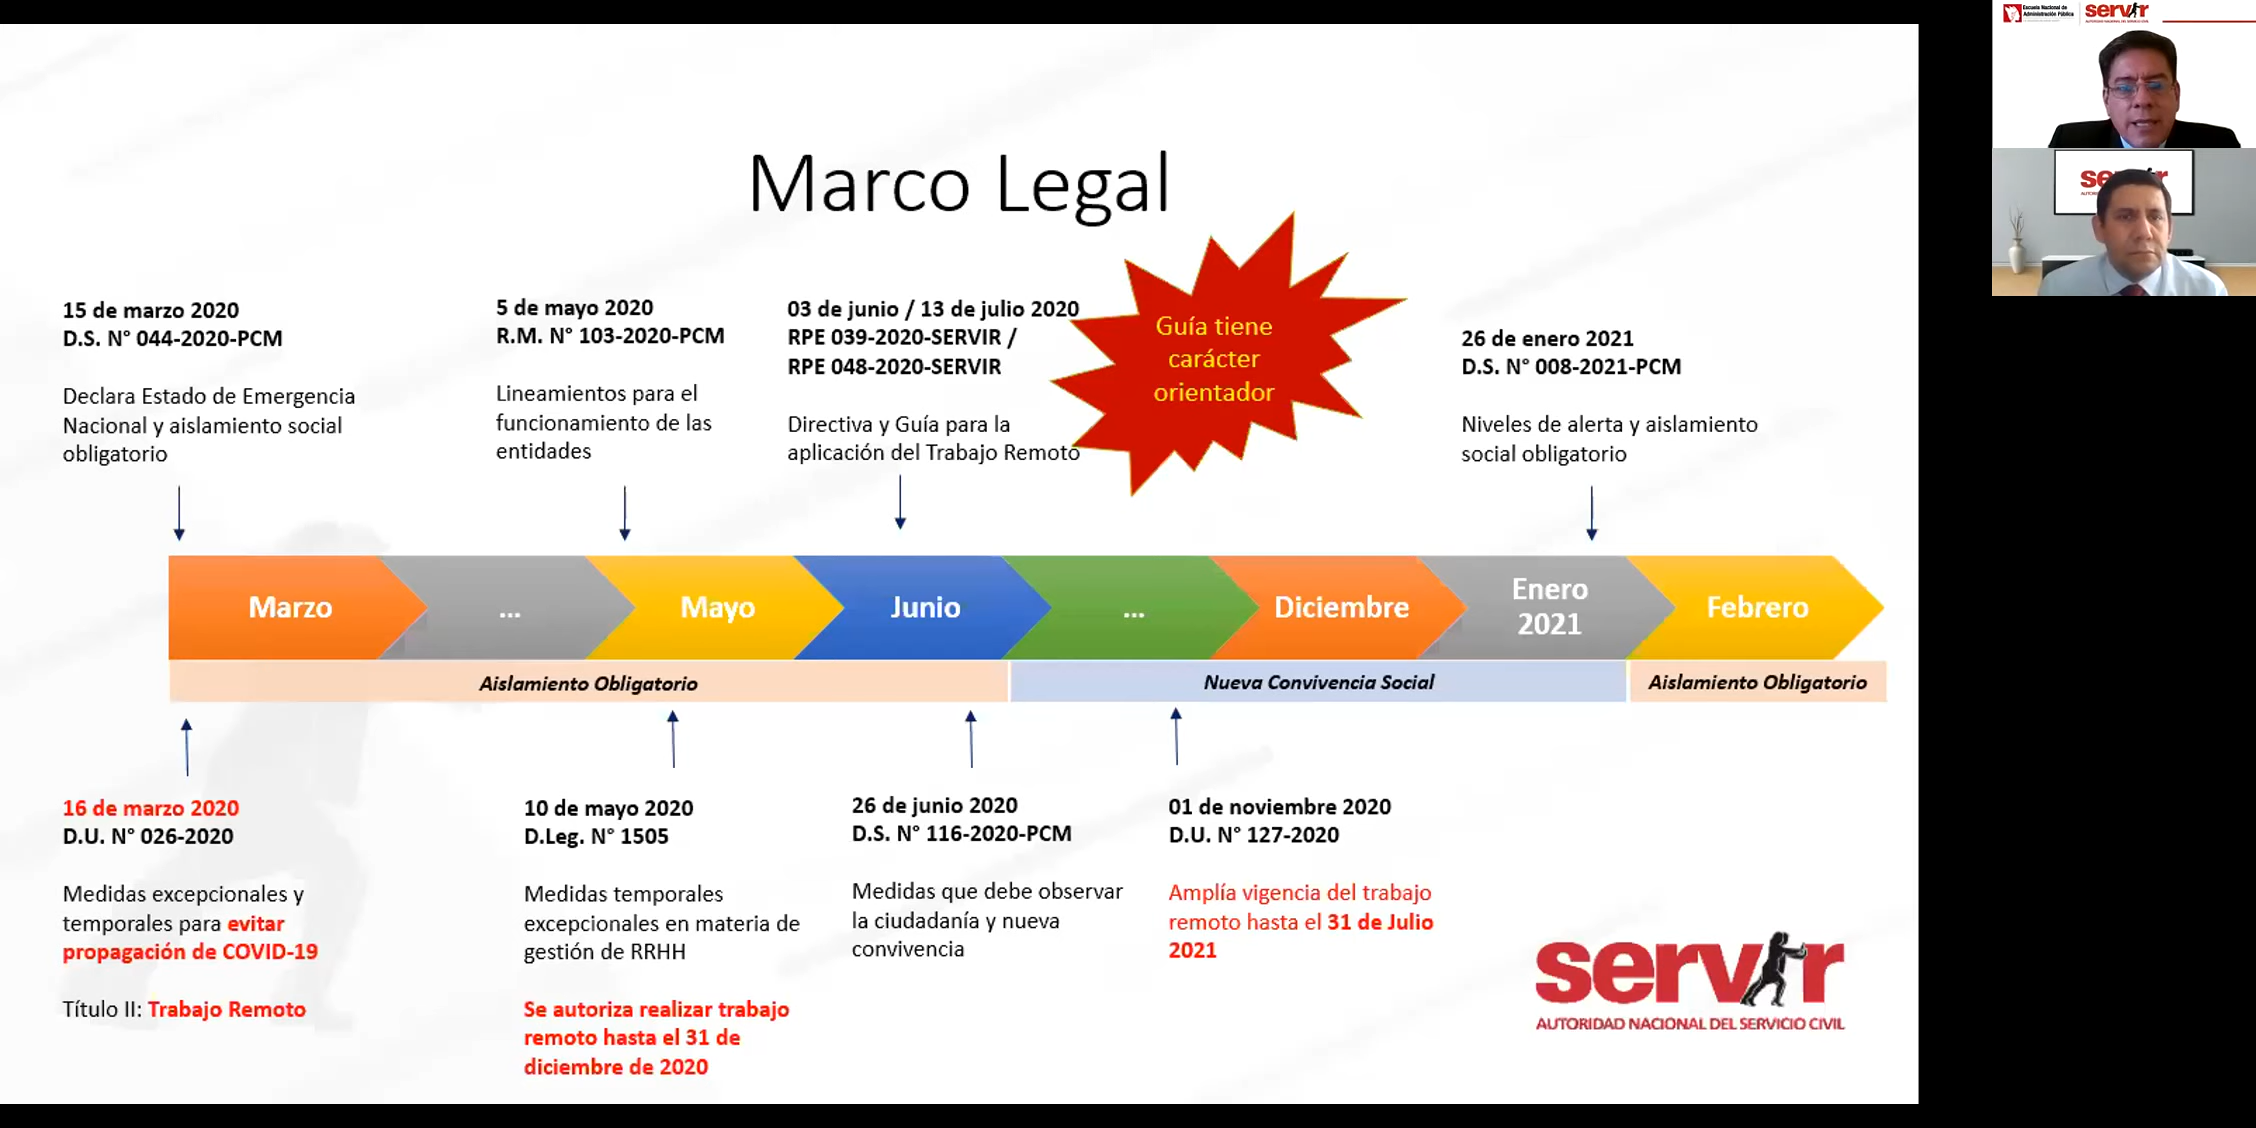 Escuela Nacional de
Administración Pública
servir
Marco Legal
15 de marzo 2020
D.S. N° 044-2020-PCM
Declara Estado de Emergencia
Nacional y aislamiento social
obligatorio
5 de mayo 2020
R.M. N° 103-2020-PCM
Lineamientos para el
funcionamiento de las
entidades
03 de junio / 13 de julio 2020
RPE 039-2020-SERVIR /
RPE 048-2020-SERVIR
Directiva y Guía para la
aplicación del Trabajo Remoto
Guía tiene
carácter
orientador
26 de enero 2021
D.S. N° 008-2021-PCM
Niveles de alerta y aislamiento
social obligatorio
Marzo
...
Mayo
Junio
...
Diciembre
Enero
2021
Febrero
Aislamiento Obligatorio
Nueva Convivencia Social
Aislamiento Obligatorio
16 de marzo 2020
D.U. N° 026-2020
Medidas excepcionales y
temporales para evitar
propagación de COVID-19
Título II: Trabajo Remoto
10 de mayo 2020
D.Leg. N° 1505
Medidas temporales
excepcionales en materia de
gestión de RRHH
Se autoriza realizar trabajo
remoto hasta el 31 de
diciembre de 2020
26 de junio 2020
D.S. N° 116-2020-PCM
Medidas que debe observar
la ciudadanía y nueva
convivencia
01 de noviembre 2020
D.U. N° 127-2020
Amplía vigencia del trabajo
remoto hasta el 31 de Julio
2021
servir
AUTORIDAD NACIONAL DEL SERVICIO CIVIL